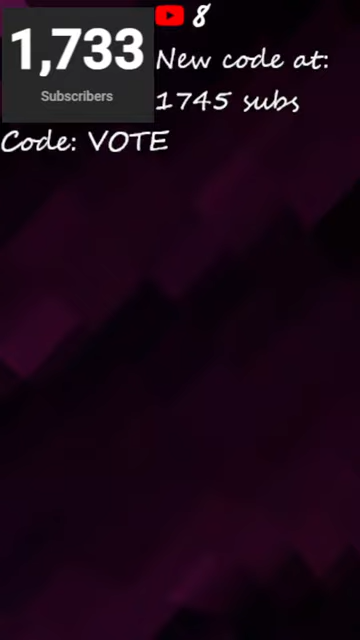 1,733
Subscribers
8
New code at:
1745 subs
Code: VOTE